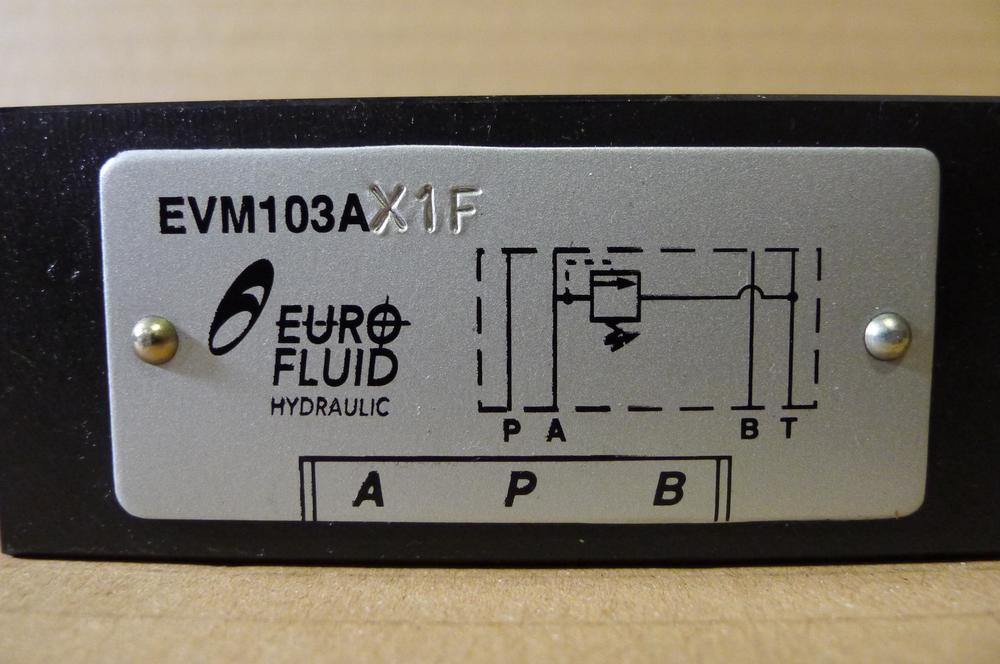 EVM103AX1F
EURO
FLUID
HYDRAULIC
P A B T
A P B